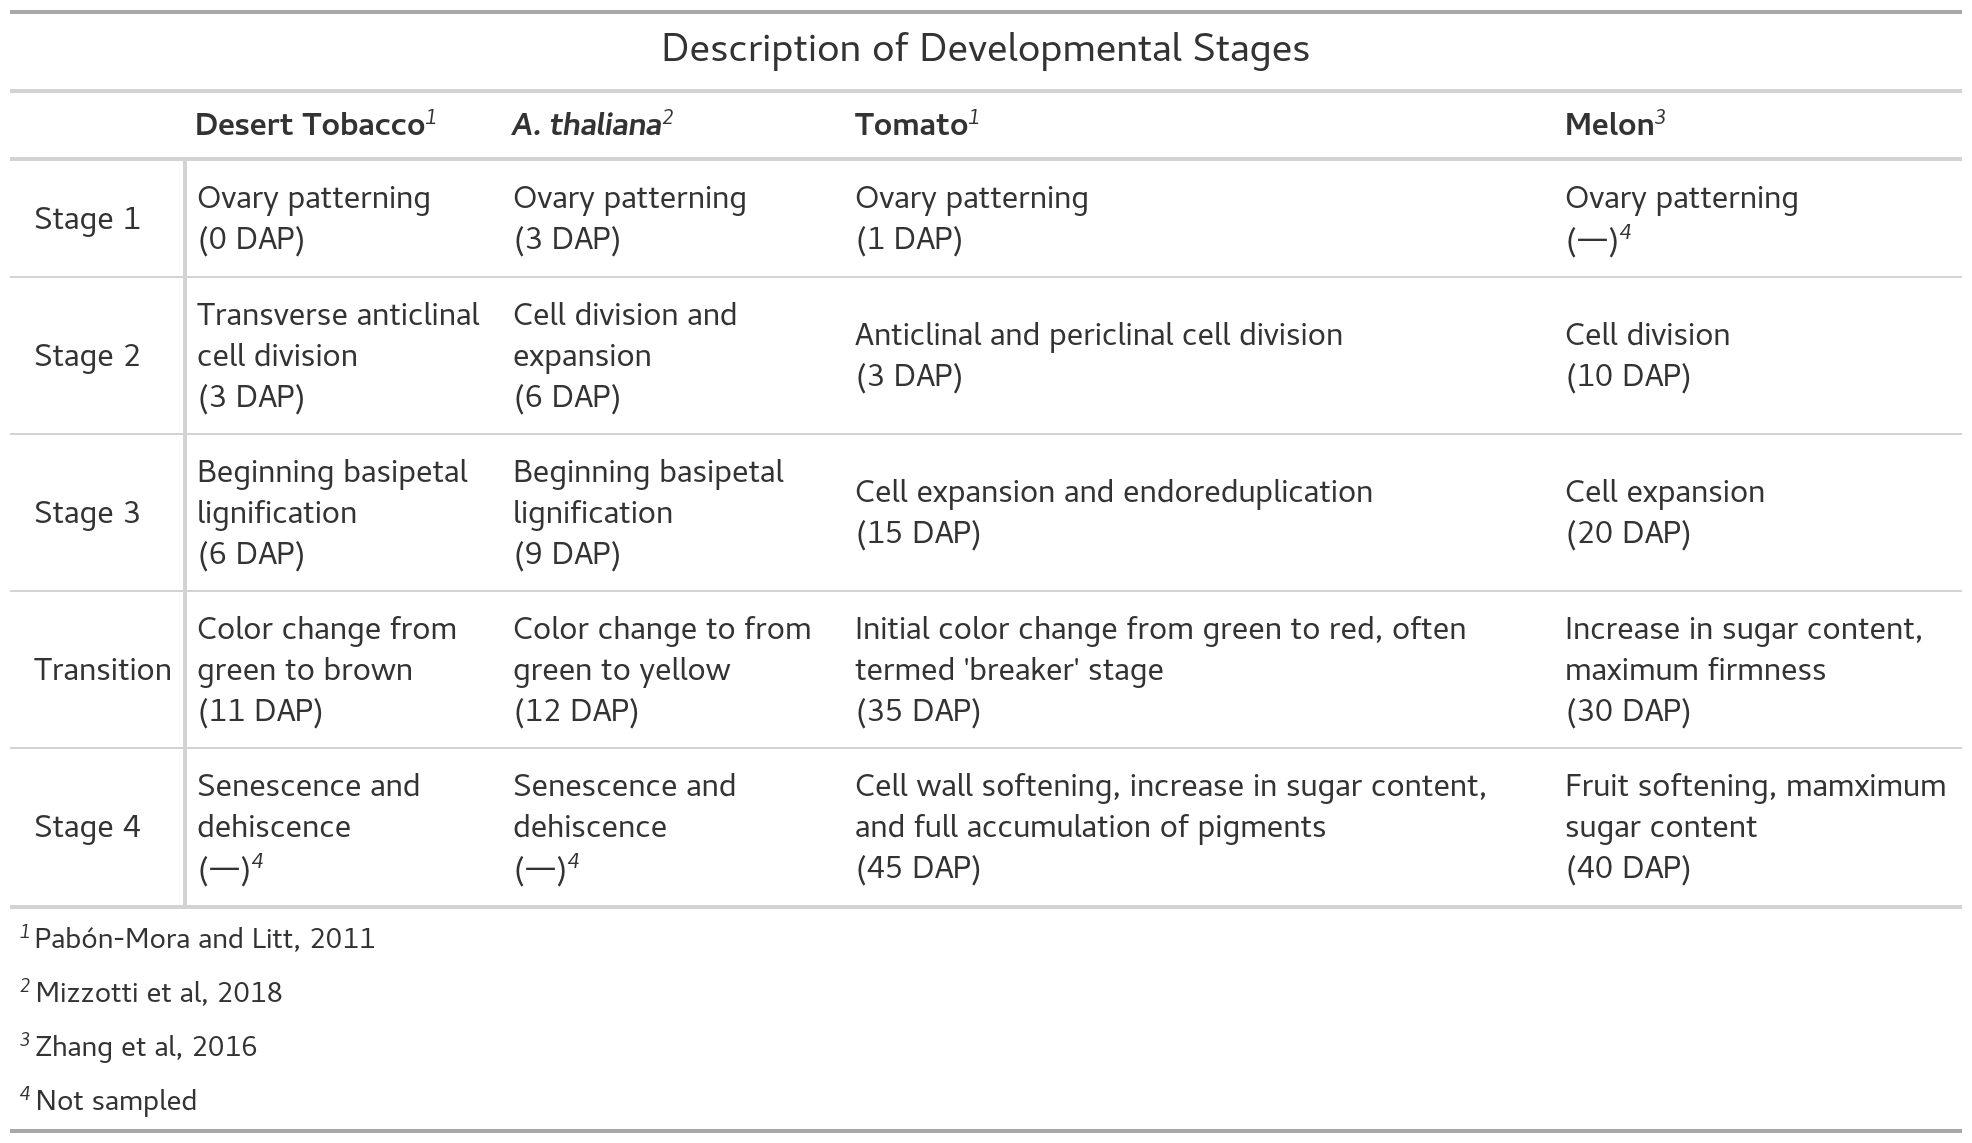 Description of Developmental Stages
Desert Tobacco1 A. thaliana2 Tomato1 Melon3
Stage 1
Ovary patterning
(0 DAP)
Ovary patterning
(3 DAP)
Ovary patterning
(1 DAP)
Ovary patterning
(—)4
Stage 2
Transverse anticlinal
cell division
(3 DAP)
Cell division and
expansion
(6 DAP)
Anticlinal and periclinal cell division
(3 DAP)
Cell division
(10 DAP)
Stage 3
Beginning basipetal
lignification
(6 DAP)
Beginning basipetal
lignification
(9 DAP)
Cell expansion and endoreduplication
(15 DAP)
Cell expansion
(20 DAP)
Transition
Color change from
green to brown
(11 DAP)
Color change to from
green to yellow
(12 DAP)
Initial color change from green to red, often
termed 'breaker' stage
(35 DAP)
Increase in sugar content,
maximum firmness
(30 DAP)
Stage 4
Senescence and
dehiscence
(—)4
Senescence and
dehiscence
(—)4
Cell wall softening, increase in sugar content,
and full accumulation of pigments
(45 DAP)
Fruit softening, mamximum
sugar content
(40 DAP)
1 Pabón-Mora and Litt, 2011
2 Mizzotti et al, 2018
3 Zhang et al, 2016
4 Not sampled